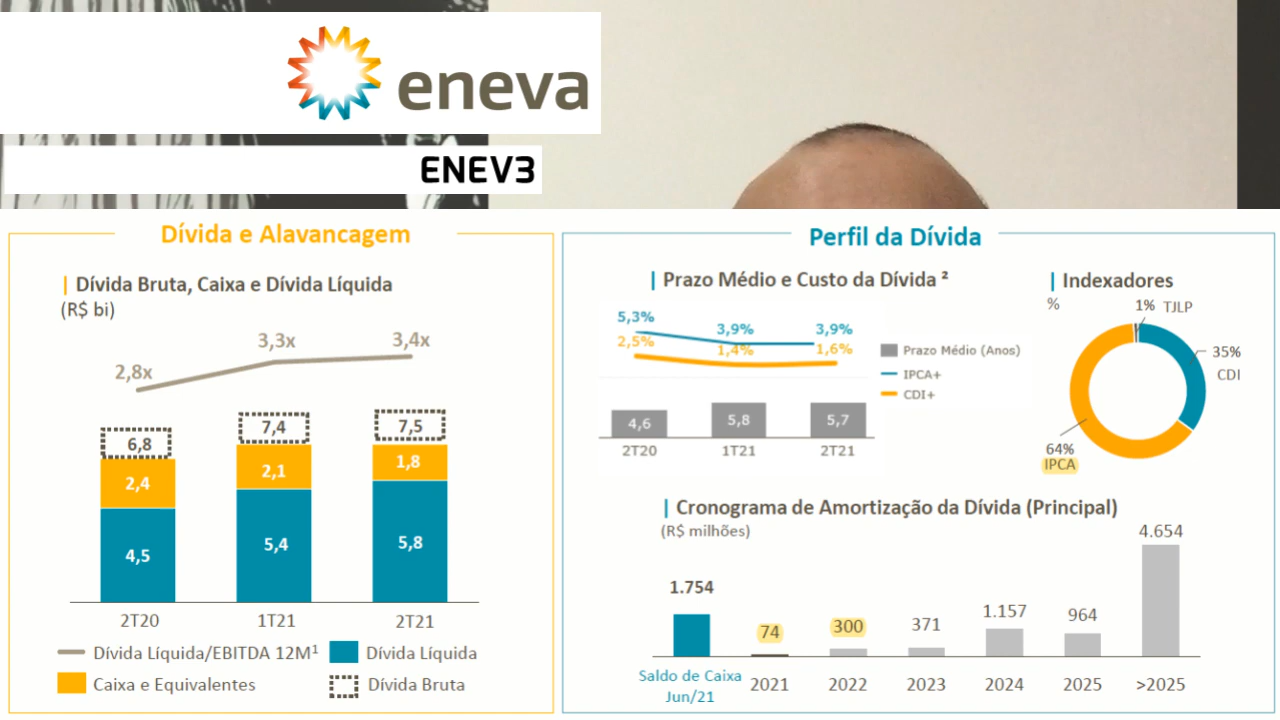 eneva
ENEV3
Dívida e Alavancagem
| Dívida Bruta, Caixa e Dívida Líquida
(R$ bi)
2,8x
3,3x
3,4x
6,8
7,4
7,5
2,4
2,1
1,8
4,5
5,4
5,8
2T20
1T21
2T21
Dívida Líquida/EBITDA 12M¹
Dívida Líquida
Caixa e Equivalentes
Dívida Bruta
Perfil da Dívida
| Prazo Médio e Custo da Dívida ²
5,3%
3,9%
3,9%
2,5%
1,4%
1,6%
Prazo Médio (Anos)
IPCA+
CDI+
4,6
5,8
5,7
2T20
1T21
2T21
| Indexadores
%
1% TJLP
35%
CDI
64%
IPCA
| Cronograma de Amortização da Dívida (Principal)
(R$ milhões)
1.754
74
300
371
1.157
964
4.654
Saldo de Caixa
Jun/21
2021
2022
2023
2024
2025
>2025